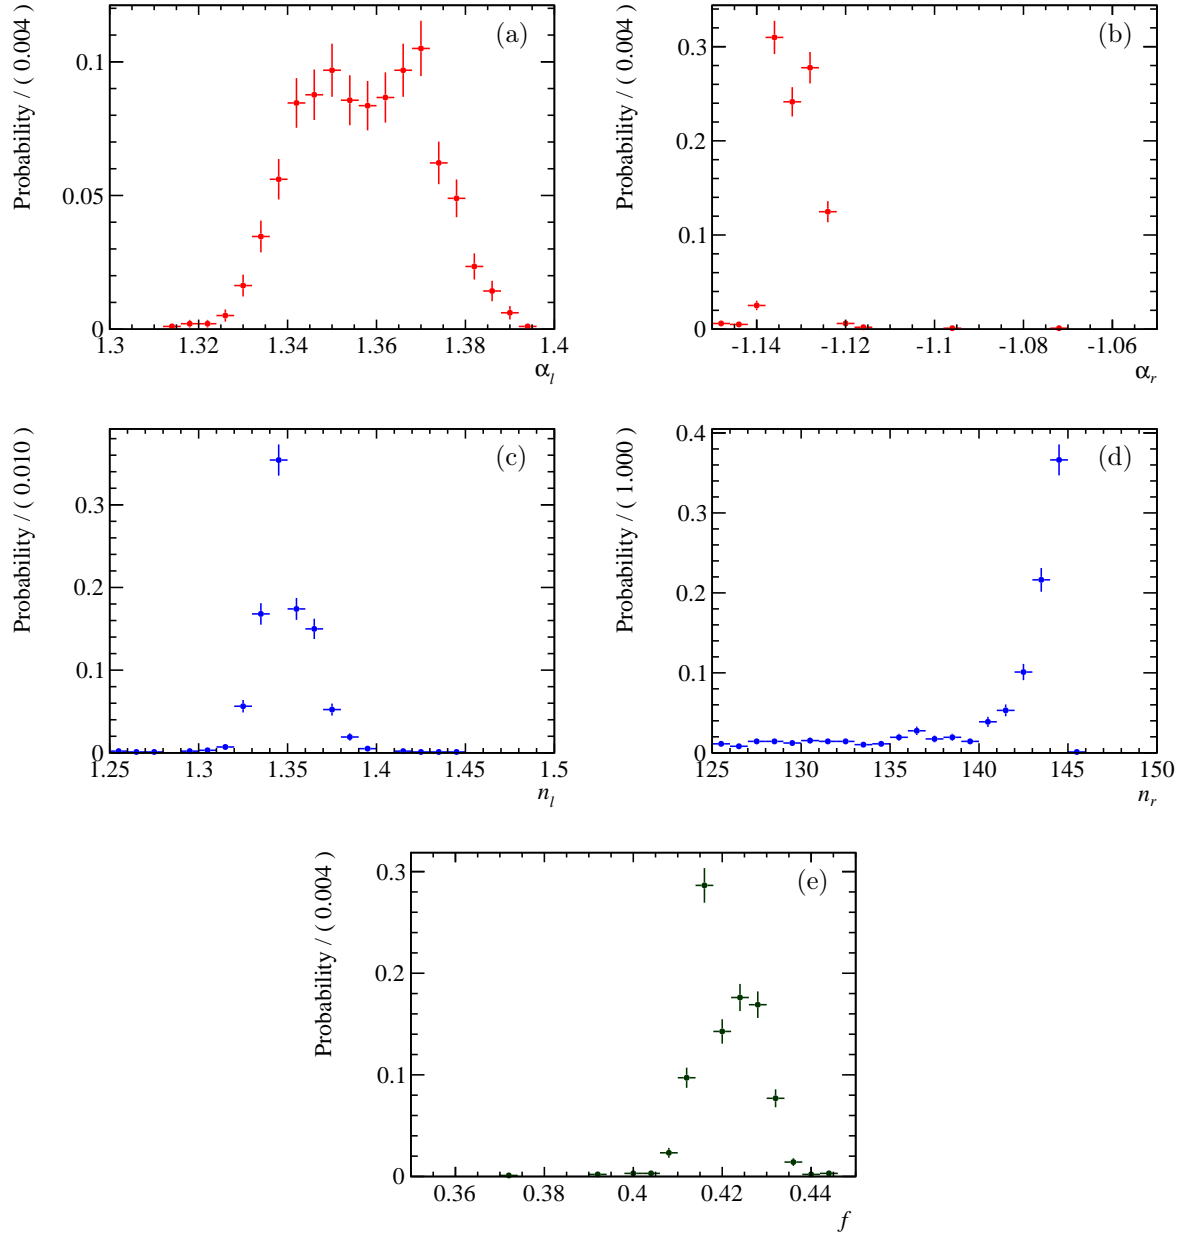 Probability / ( 0.004 )
(a)
0.1
0.05
0
1.3 1.32 1.34 1.36 1.38 1.4
α_l
Probability / ( 0.004 )
(b)
0.3
0.2
0.1
0
-1.14 -1.12 -1.1 -1.08 -1.06
α_r
Probability / ( 0.010 )
(c)
0.3
0.2
0.1
0
1.25 1.3 1.35 1.4 1.45 1.5
n_l
Probability / ( 1.000 )
(d)
0.4
0.3
0.2
0.1
0
125 130 135 140 145 150
n_r
Probability / ( 0.004 )
(e)
0.3
0.2
0.1
0
0.36 0.38 0.4 0.42 0.44
f